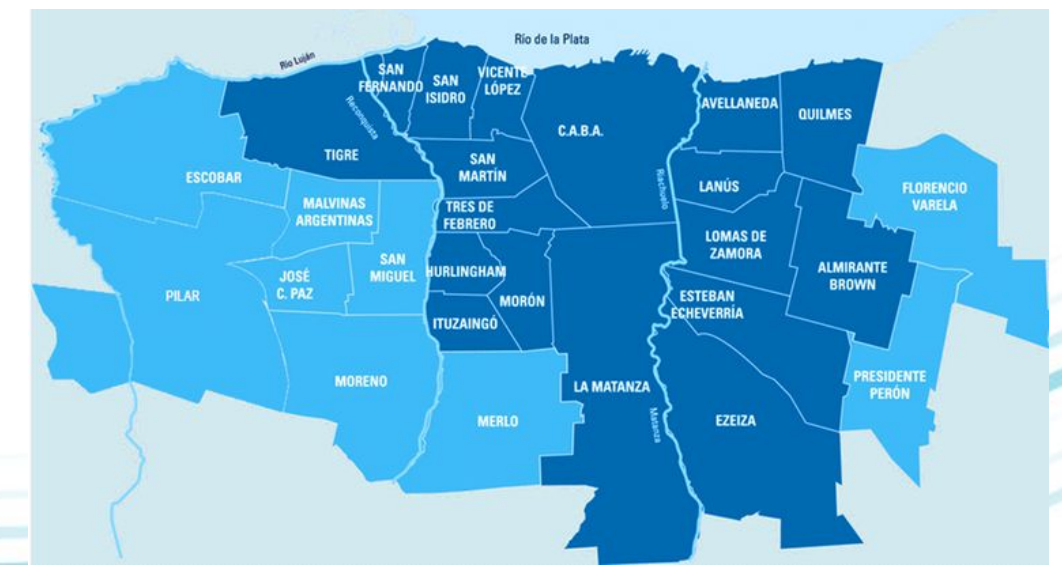 Río de la Plata
Río Luján
SAN
FERNANDO
SAN
ISIDRO
VICENTE
LÓPEZ
Reconquista
AVELLANEDA
QUILMES
C.A.B.A.
TIGRE
SAN
MARTÍN
ESCOBAR
MALVINAS
ARGENTINAS
Riachuelo
LANÚS
FLORENCIO
VARELA
TRES DE
FEBRERO
LOMAS DE
ZAMORA
SAN
MIGUEL
HURLINGHAM
JOSÉ
C. PAZ
ALMIRANTE
BROWN
PILAR
MORÓN
ESTEBAN
ECHEVERRÍA
ITUZAINGÓ
MORENO
LA MATANZA
PRESIDENTE
PERÓN
MERLO
Matanza
EZEIZA